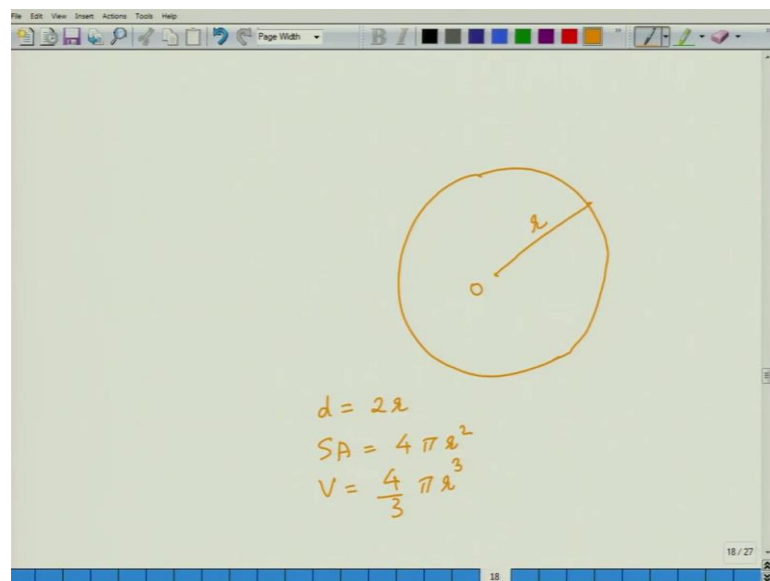 File Edit View Insert Actions Tools Help
Page Width B I
r
O
d = 2r
SA = 4 π r²
V = 4/3 π r³
18 / 27
18